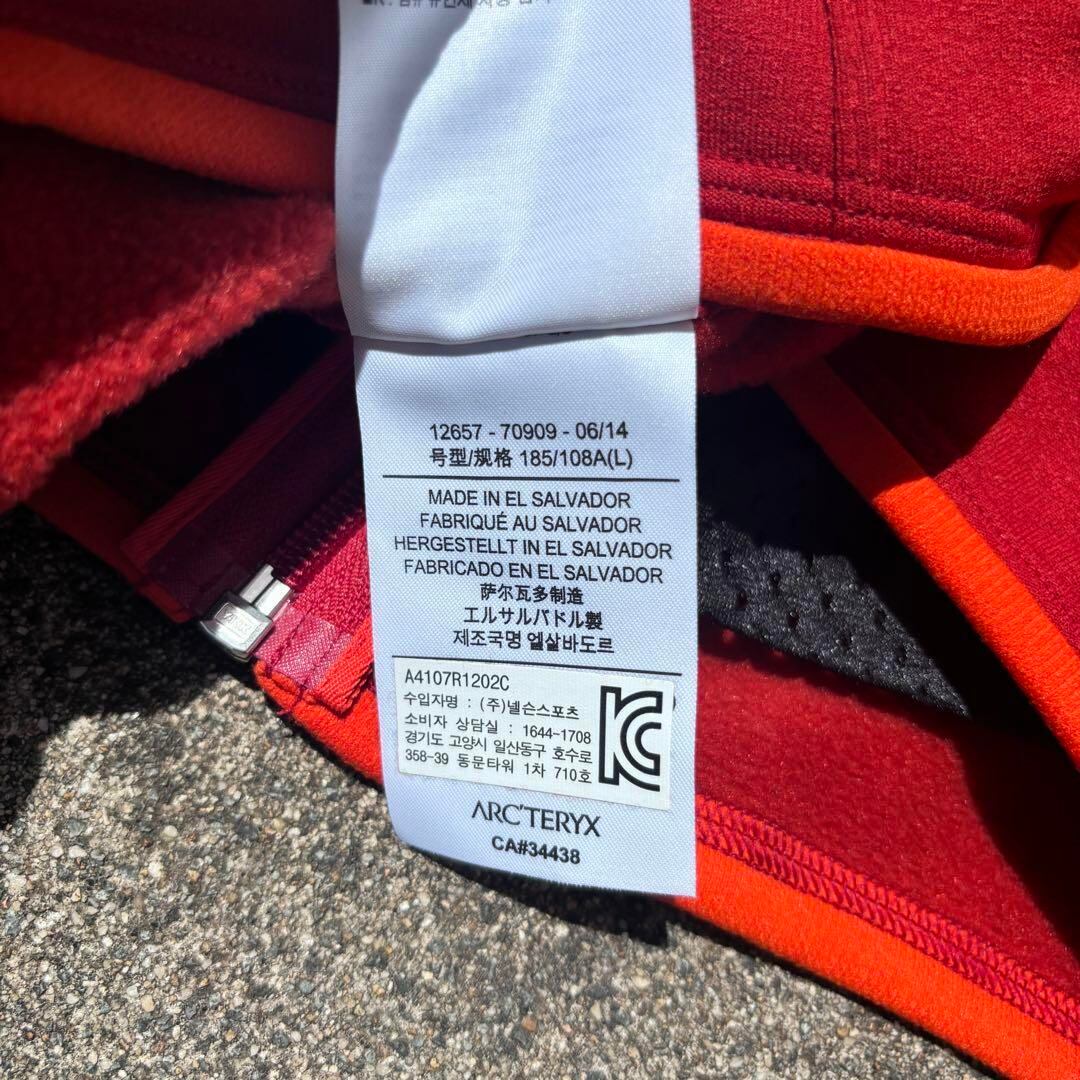 12657 - 70909 - 06/14
号型/规格 185/108A(L)
MADE IN EL SALVADOR
FABRIQUÉ AU SALVADOR
HERGESTELLT IN EL SALVADOR
FABRICADO EN EL SALVADOR
萨尔瓦多制造
エルサルバドル製
제조국명 엘살바도르
A4107R1202C
수입자명 : (주)넬슨스포츠
소비자 상담실 : 1644-1708
경기도 고양시 일산동구 호수로
358-39 동문타워 1차 710호
ARC'TERYX
CA#34438